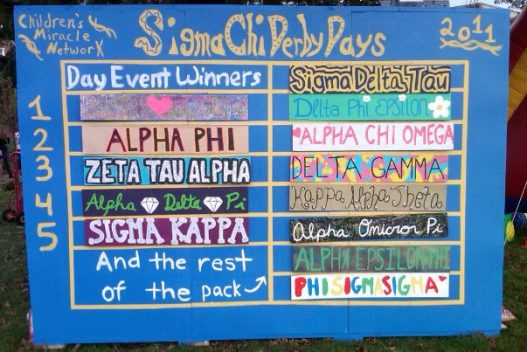 Children's
Miracle
Network
Sigma Chi Derby Days
2011
Day Event Winners
Sigma Delta Tau
1
Delta Phi Epsilon
2
ALPHA PHI
ALPHA CHI OMEGA
3
ZETA TAU ALPHA
DELTA GAMMA
4
Alpha Delta Pi
Kappa Alpha Theta
5
SIGMA KAPPA
Alpha Omicron Pi
And the rest
ALPHA EPSILON PHI
of the pack
PHI SIGMA SIGMA